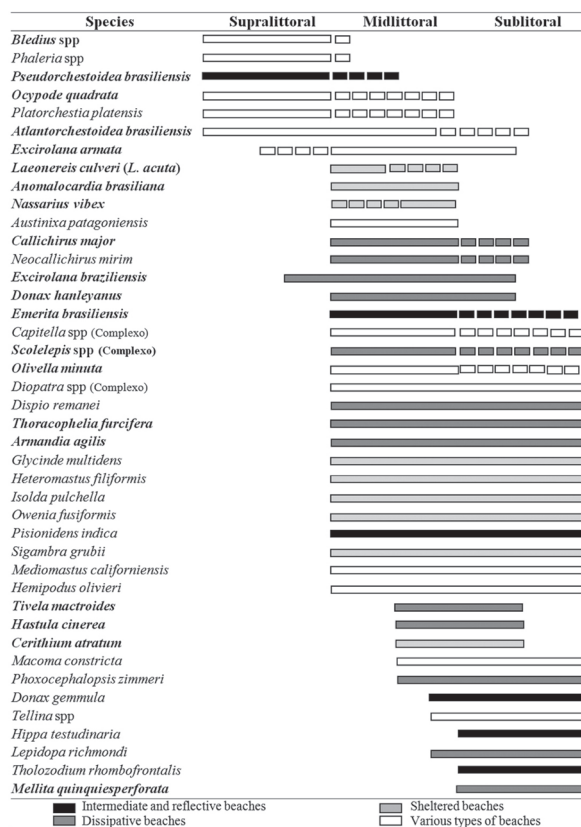 Species Supralittoral Midlittoral Sublitoral
Bledius spp
Phaleria spp
Pseudorchestoidea brasiliensis
Ocypode quadrata
Platorchestia platensis
Atlantorchestoidea brasiliensis
Excirolana armata
Laeonereis culveri (L. acuta)
Anomalocardia brasiliana
Nassarius vibex
Austinixa patagoniensis
Callichirus major
Neocallichirus mirim
Excirolana braziliensis
Donax hanleyanus
Emerita brasiliensis
Capitella spp (Complexo)
Scolelepis spp (Complexo)
Olivella minuta
Diopatra spp (Complexo)
Dispio remanei
Thoracophelia furcifera
Armandia agilis
Glycinde multidens
Heteromastus filiformis
Isolda pulchella
Owenia fusiformis
Pisionidens indica
Sigambra grubii
Mediomastus californiensis
Hemipodus olivieri
Tivela mactroides
Hastula cinerea
Cerithium atratum
Macoma constricta
Phoxocephalopsis zimmeri
Donax gemmula
Tellina spp
Hippa testudinaria
Lepidopa richmondi
Tholozodium rhombofrontalis
Mellita quinquiesperforata
Intermediate and reflective beaches Sheltered beaches
Dissipative beaches Various types of beaches